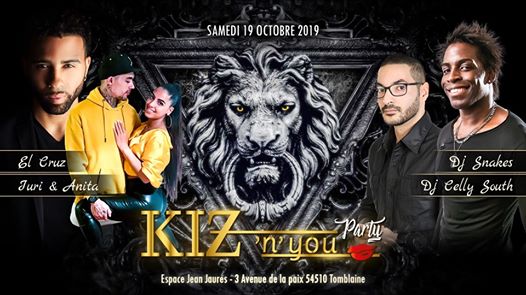 SAMEDI 19 OCTOBRE 2019
El Cruz
Iuri & Anita
Dj Snakes
Dj Celly South
KIZ 'n' you Party
Espace Jean Jaurés - 3 Avenue de la paix 54510 Tomblaine